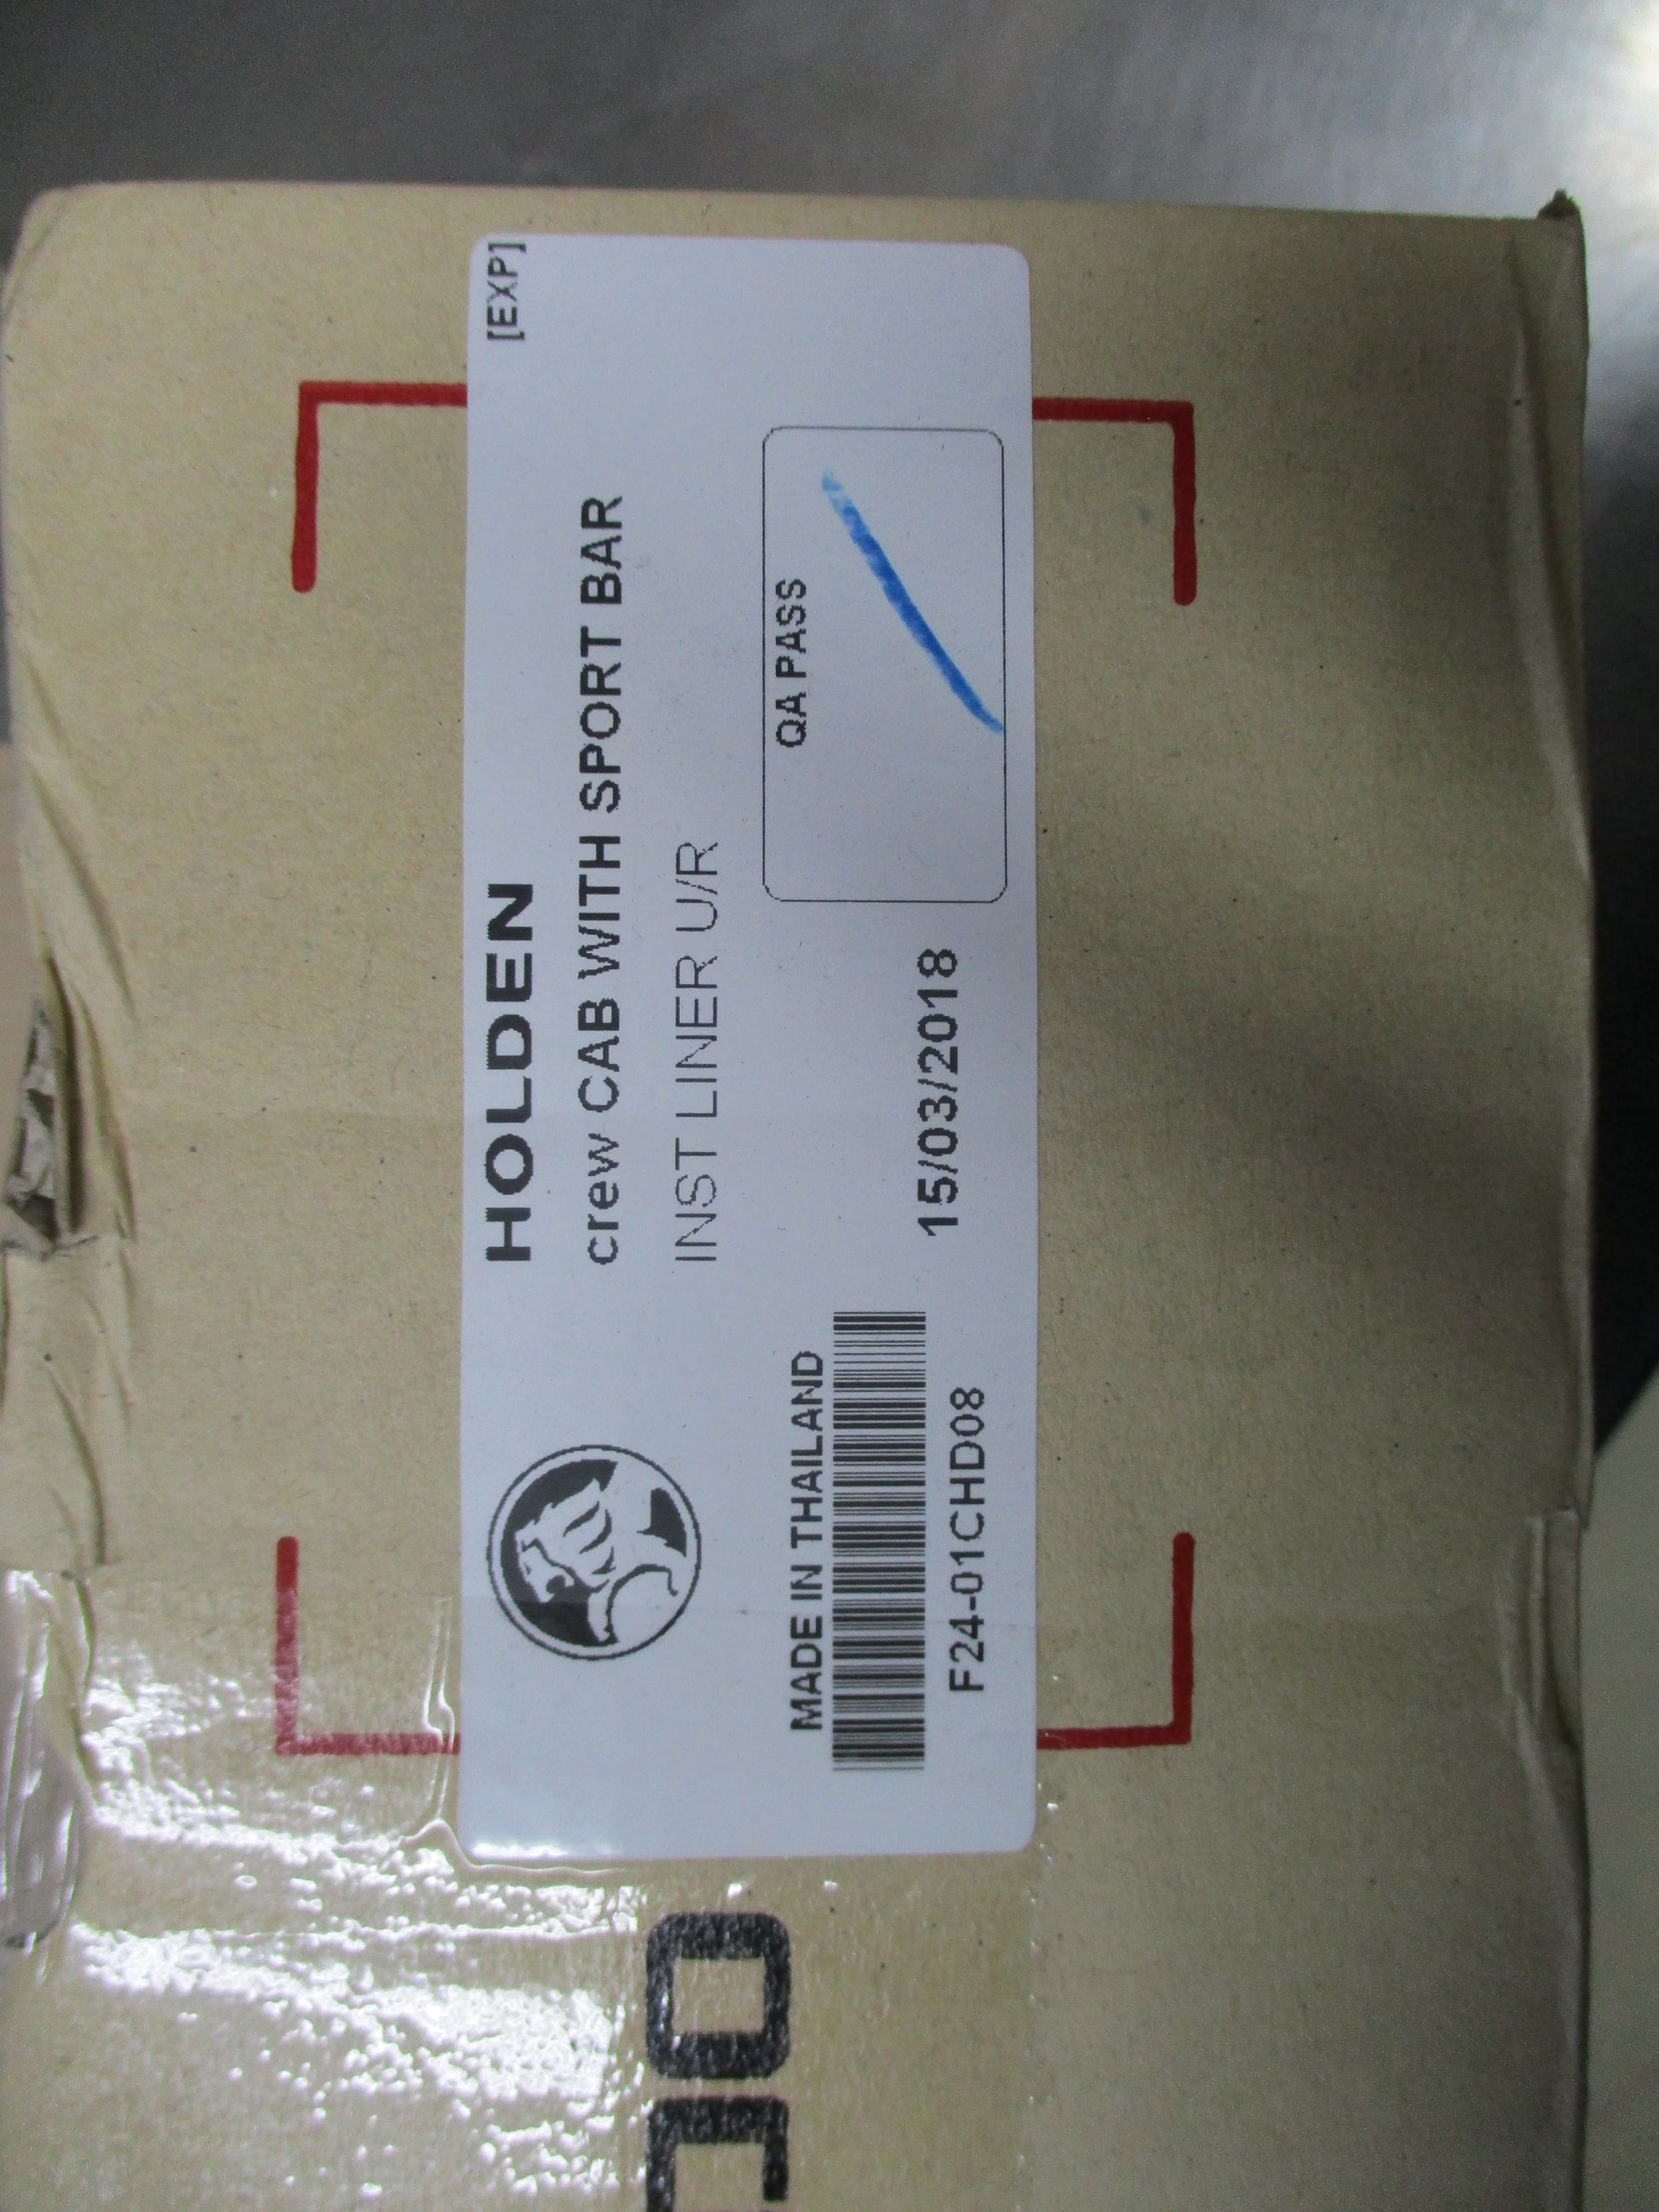 [EXP]
HOLDEN
crew CAB WITH SPORT BAR
INST LINER U/R
QA PASS
MADE IN THAILAND
15/03/2018
F24-01CHD08